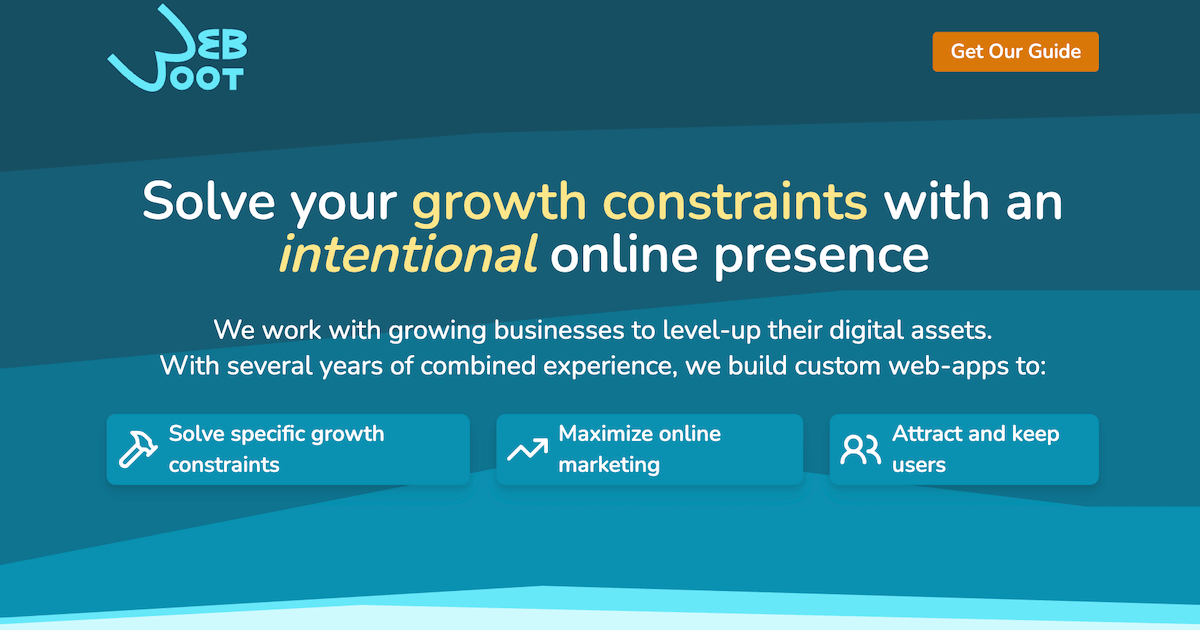 WEB
WOOT
Get Our Guide
Solve your growth constraints with an
intentional online presence
We work with growing businesses to level-up their digital assets.
With several years of combined experience, we build custom web-apps to:
Solve specific growth
constraints
Maximize online
marketing
Attract and keep
users